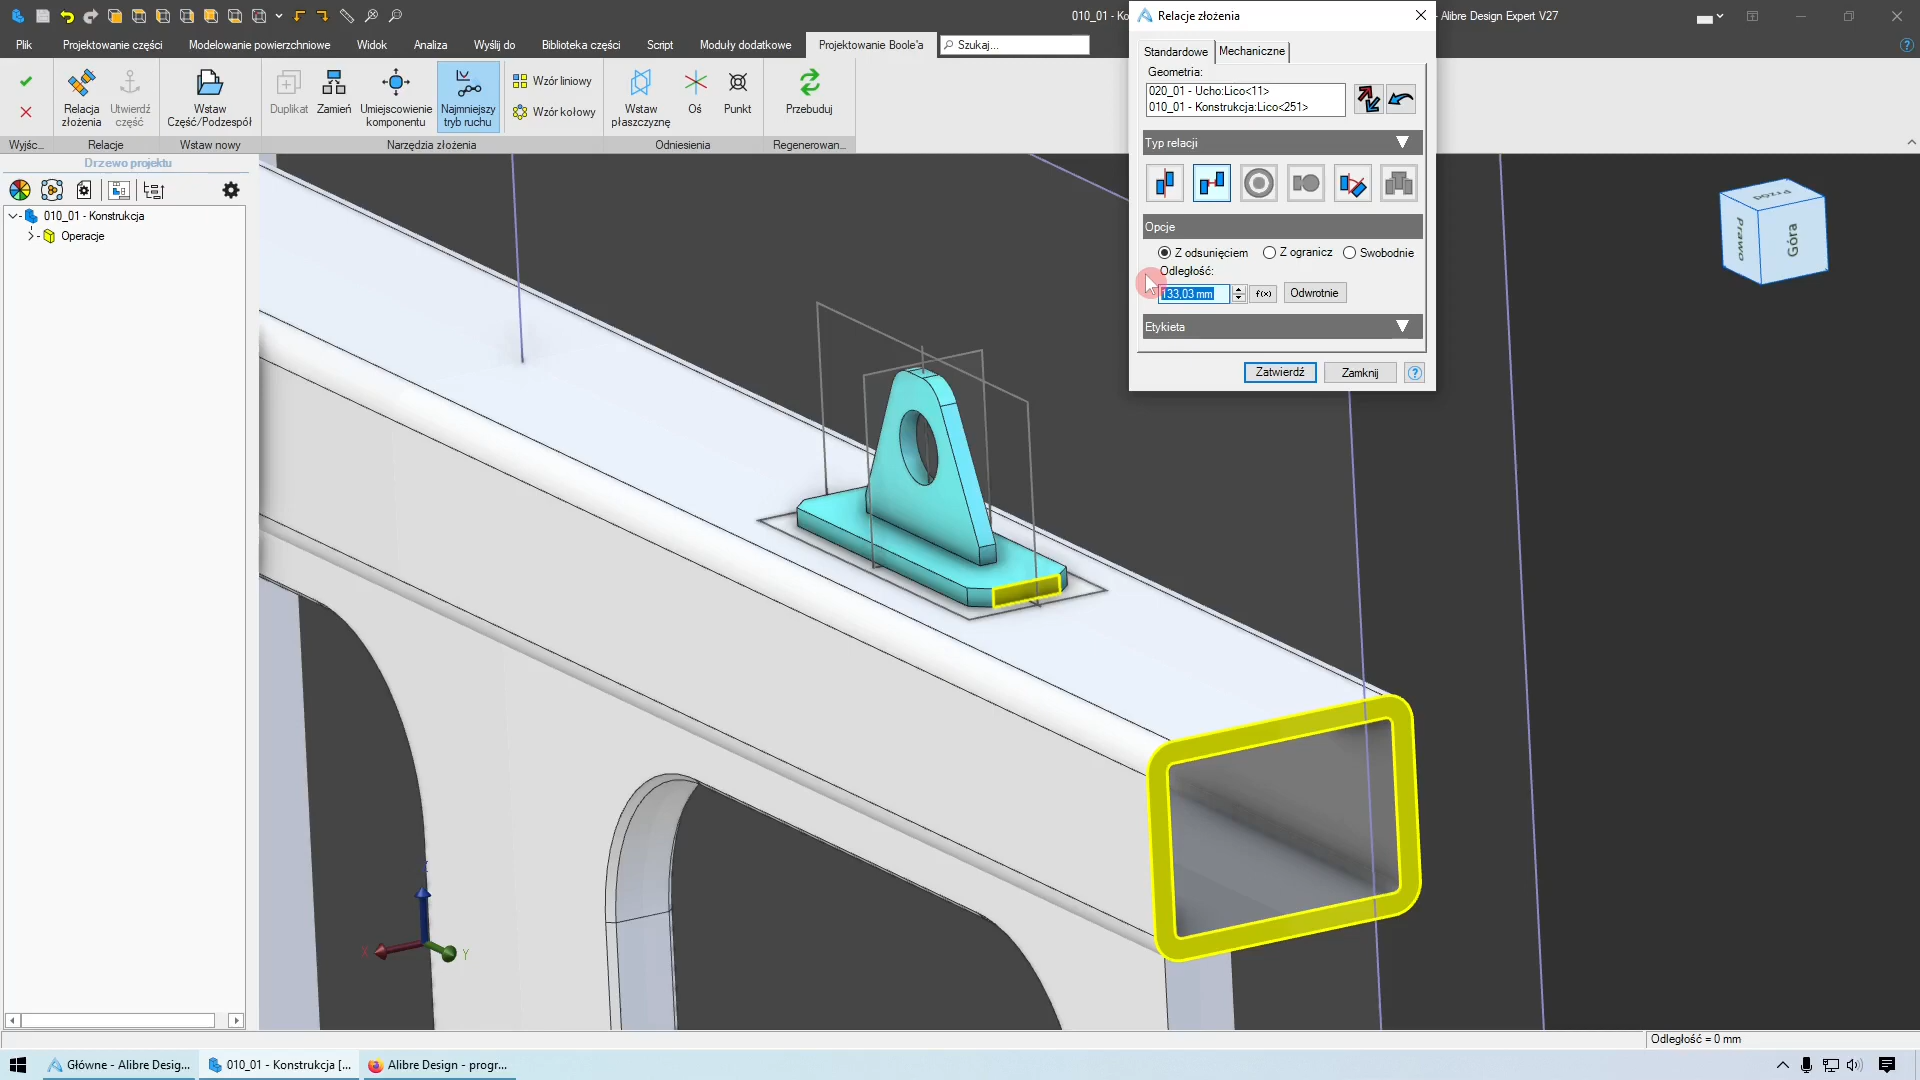 010_01 - Ko
Relacje złożenia
- Alibre Design Expert V27
Plik
Projektowanie części
Modelowanie powierzchniowe
Widok
Analiza
Wyślij do
Biblioteka części
Script
Moduły dodatkowe
Projektowanie Boole'a
Szukaj...
Relacja
złożenia
Utwierdź
część
Wstaw
Część/Podzespół
Duplikat
Zamień
Umiejscowienie
komponentu
Najmniejszy
tryb ruchu
Wzór liniowy
Wzór kołowy
Wstaw
płaszczyznę
Oś
Punkt
Przebuduj
Wyjśc...
Relacje
Wstaw nowy
Narzędzia złożenia
Odniesienia
Regenerowan...
Drzewo projektu
010_01 - Konstrukcja
Operacje
Standardowe
Mechaniczne
Geometria:
020_01 - Ucho:Lico<11>
010_01 - Konstrukcja:Lico<251>
Typ relacji
Opcje
Z odsunięciem
Z ogranicz
Swobodnie
Odległość:
133,03 mm
f(x)
Odwrotnie
Etykieta
Zatwierdź
Zamknij
?
Przód
Prawo
Góra
X
Y
Odległość = 0 mm
Główne - Alibre Desig...
010_01 - Konstrukcja [...
Alibre Design - progr...